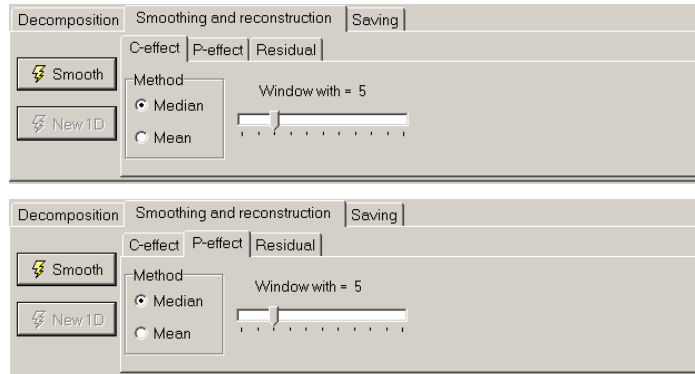 Decomposition Smoothing and reconstruction Saving
C-effect P-effect Residual
Smooth
New 1D
Method
Median
Mean
Window with = 5
Decomposition Smoothing and reconstruction Saving
C-effect P-effect Residual
Smooth
New 1D
Method
Median
Mean
Window with = 5